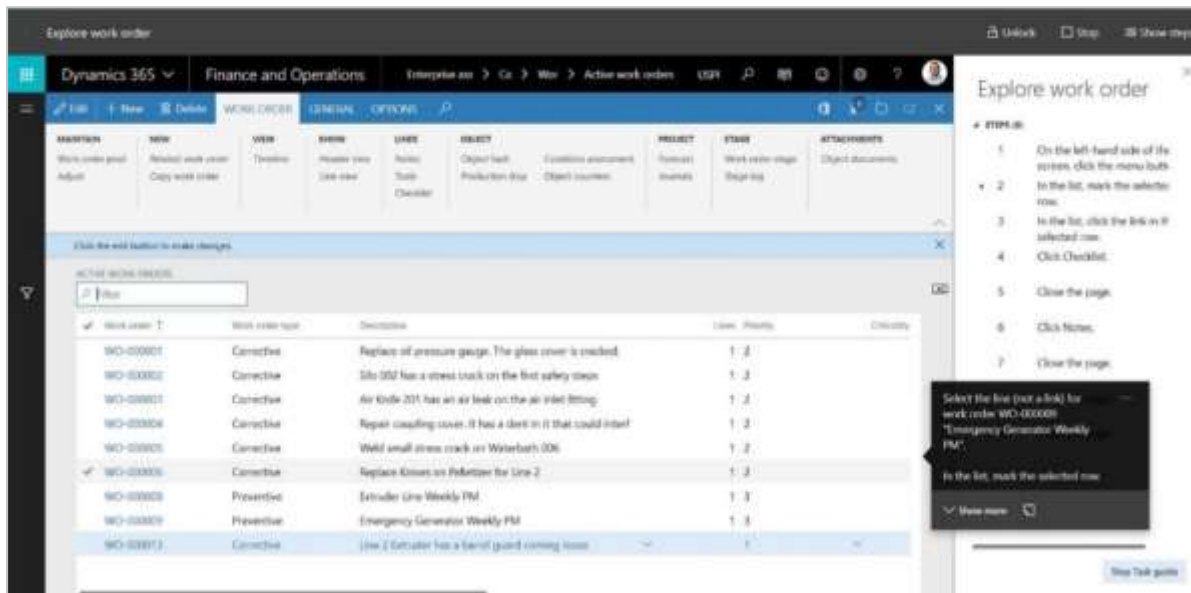 Explore work order
Unlock Stop Show steps
Dynamics 365 Finance and Operations Enterprise ass > Ca > Wor > Active work orders USPI ?
Edit + New Delete WORK ORDER GENERAL OPTIONS
MAINTAIN NEW VIEW SHOW LINES OBJECT PROJECT STAGE ATTACHMENTS
Work order pool Related work order Timeline Header view Notes Object fault Condition assessment Forecast Work order stage Object documents
Adjust Copy work order Line view Tools Production stop Object counters Journals Stage log
Checklist
Click the edit button to make changes.
ACTIVE WORK ORDERS
Filter
Work order ↑ Work order type Description Lines Priority Criticality
WO-000001 Corrective Replace oil pressure gauge. The glass cover is cracked. 1 2
WO-000002 Corrective Silo 002 has a stress crack on the first safety steps 1 2
Corrective Air Knife 201 has an air leak on the air inlet fitting. 1 2
WO-000004 Corrective Repair coupling cover. It has a dent in it that could interf 1 2
WO-000005 Corrective Weld small stress crack on Waterbath 006 1 2
WO-000006 Corrective Replace Knives on Pelletizer for Line 2 1 2
WO-000008 Preventive Extruder Line Weekly PM 1 3
WO-000009 Preventive Emergency Generator Weekly PM 1 3
WO-000013 Corrective Line 2 Extruder has a barrel guard coming loose 1
Explore work order
STEPS (8)
1 On the left-hand side of the
screen, click the menu butt
2 In the list, mark the selected
row.
3 In the list, click the link in th
selected row.
4 Click Checklist.
5 Close the page.
6 Click Notes.
7 Close the page.
Select the line (not a link) for
work order WO-000009
"Emergency Generator Weekly
PM".
In the list, mark the selected row.
Show more
Stop Task guide